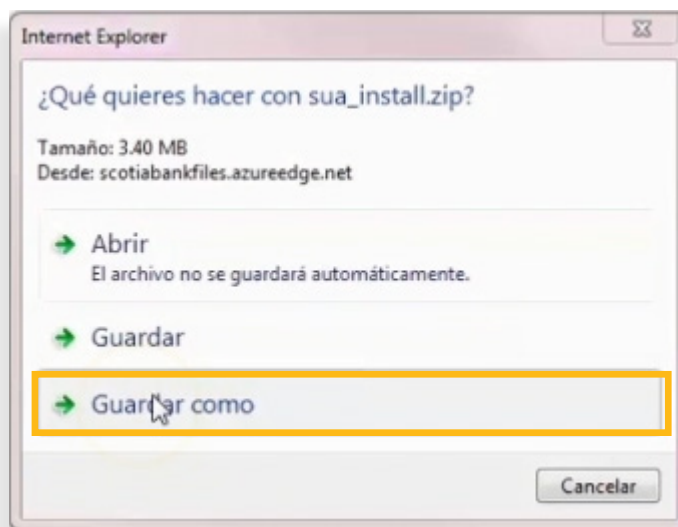 Internet Explorer
¿Qué quieres hacer con sua_install.zip?
Tamaño: 3.40 MB
Desde: scotiabankfiles.azureedge.net
Abrir
El archivo no se guardará automáticamente.
Guardar
Guardar como
Cancelar